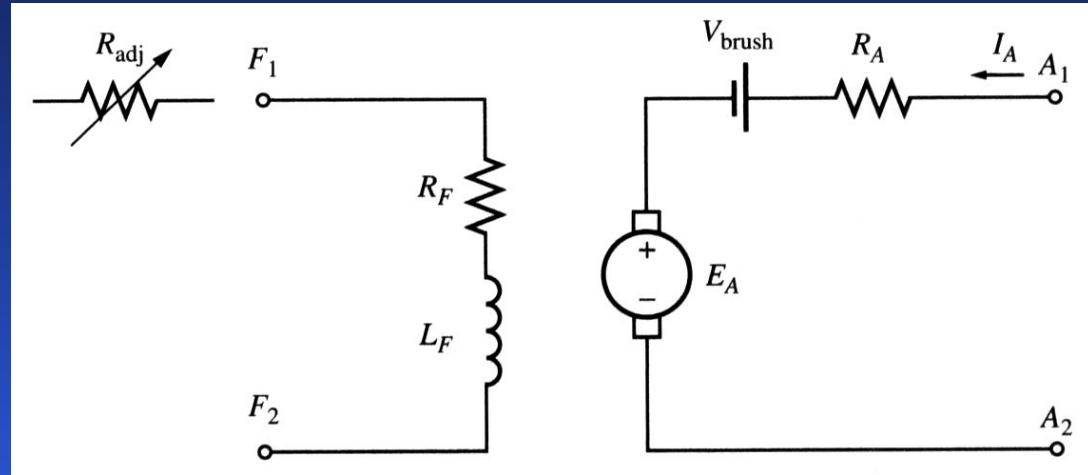 R_adj
F_1
V_brush
R_A
I_A
A_1
R_F
+
E_A
−
L_F
F_2
A_2